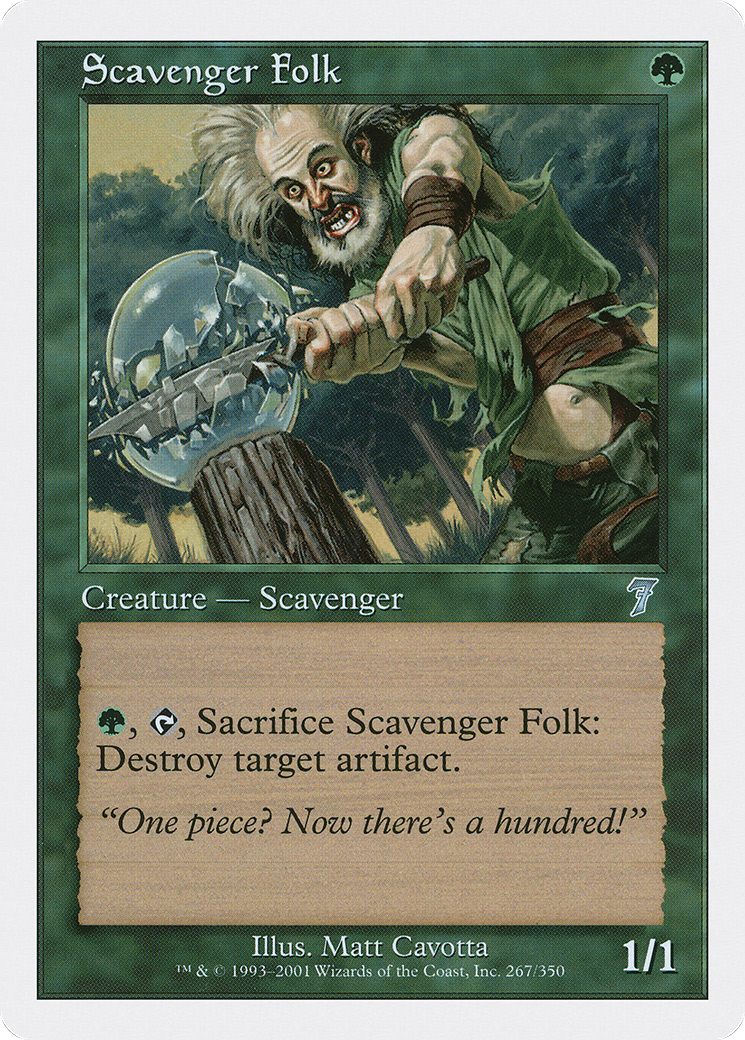 Scavenger Folk
Creature — Scavenger
7
, , Sacrifice Scavenger Folk:
Destroy target artifact.
“One piece? Now there’s a hundred!”
Illus. Matt Cavotta
1/1
™ & © 1993–2001 Wizards of the Coast, Inc. 267/350